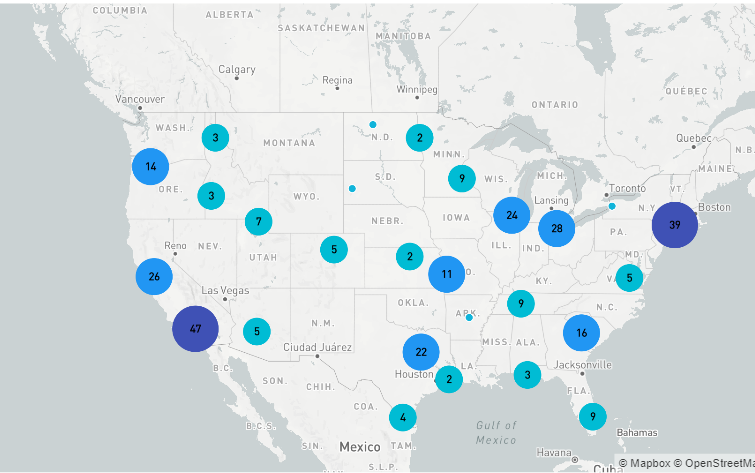 COLUMBIA
ALBERTA
SASKATCHEWAN
MANITOBA
Calgary
Regina
Winnipeg
Vancouver
ONTARIO
QUÉBEC
WASH.
3
MONTANA
N.D.
2
MINN.
Quebec
N.B.
MAINE
14
ORE.
3
WYO.
S.D.
9
WIS.
MICH.
Toronto
VT.
Lansing
N.Y.
Boston
7
NEBR.
IOWA
24
28
PA.
39
Reno
NEV.
UTAH
5
2
ILL.
IND.
MD.
26
Las Vegas
11
KY.
5
47
5
N.M.
OKLA.
ARK.
9
N.C.
MISS.
ALA.
16
Ciudad Juárez
22
Houston
2
LA.
3
Jacksonville
FLA.
B.C.
SON.
CHIH.
COA.
4
9
B.C.S.
Gulf of
Mexico
Bahamas
SIN.
Mexico
TAM.
Havana
S.L.P.
Cuba
© Mapbox © OpenStreetMa